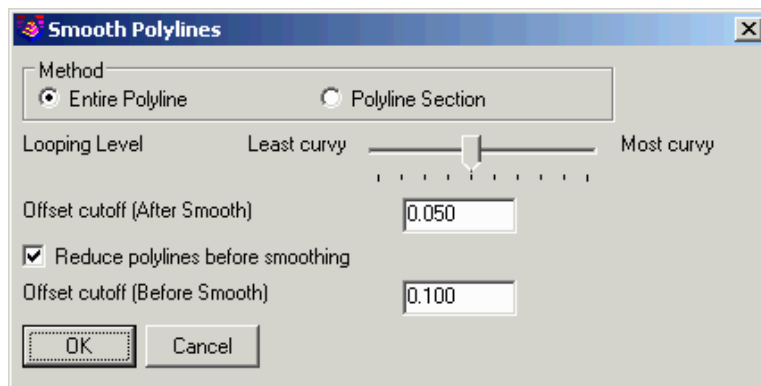 Smooth Polylines
Method
Entire Polyline Polyline Section
Looping Level Least curvy Most curvy
Offset cutoff (After Smooth) 0.050
Reduce polylines before smoothing
Offset cutoff (Before Smooth) 0.100
OK Cancel